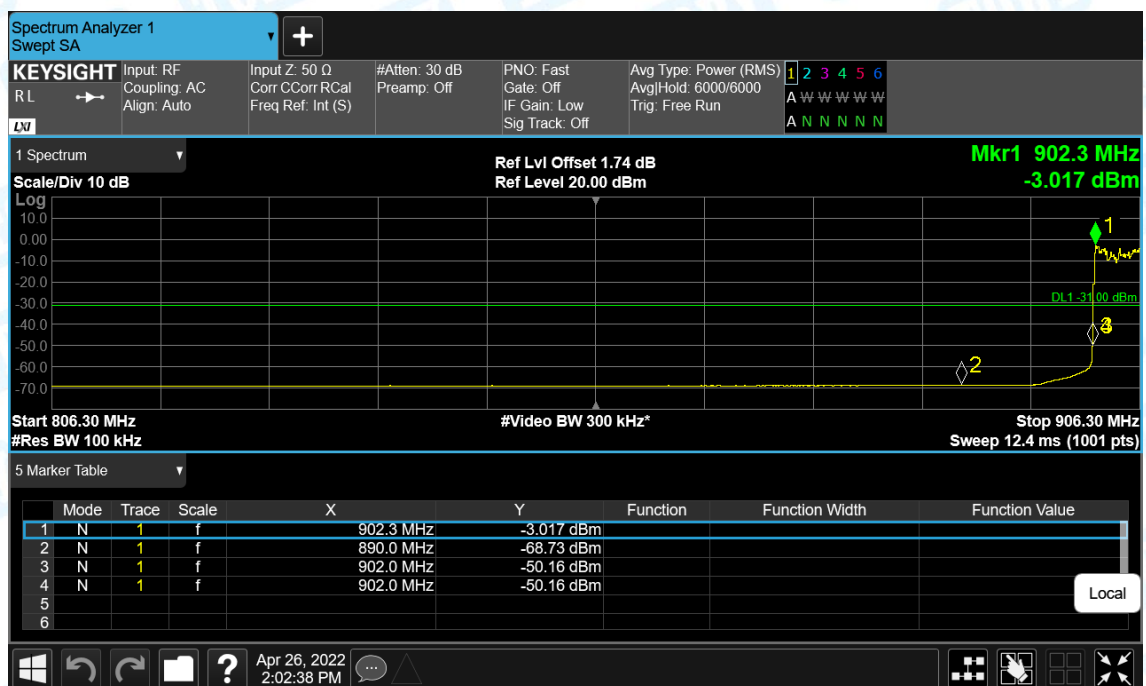 Spectrum Analyzer 1
Swept SA
+
KEYSIGHT
RL
LXI
Input: RF
Coupling: AC
Align: Auto
Input Z: 50 Ω
Corr CCorr RCal
Freq Ref: Int (S)
#Atten: 30 dB
Preamp: Off
PNO: Fast
Gate: Off
IF Gain: Low
Sig Track: Off
Avg Type: Power (RMS)
Avg|Hold: 6000/6000
Trig: Free Run
1 2 3 4 5 6
A W W W W W
A N N N N N
1 Spectrum
Scale/Div 10 dB
Ref Lvl Offset 1.74 dB
Ref Level 20.00 dBm
Mkr1 902.3 MHz
-3.017 dBm
Log
10.0
0.00
-10.0
-20.0
-30.0
-40.0
-50.0
-60.0
-70.0
1
DL1 -31.00 dBm
2
Start 806.30 MHz
#Res BW 100 kHz
#Video BW 300 kHz*
Stop 906.30 MHz
Sweep 12.4 ms (1001 pts)
5 Marker Table
Mode Trace Scale X Y Function Function Width Function Value
1 N 1 f 902.3 MHz -3.017 dBm
2 N 1 f 890.0 MHz -68.73 dBm
3 N 1 f 902.0 MHz -50.16 dBm
4 N 1 f 902.0 MHz -50.16 dBm
5
6
Local
?
Apr 26, 2022
2:02:38 PM